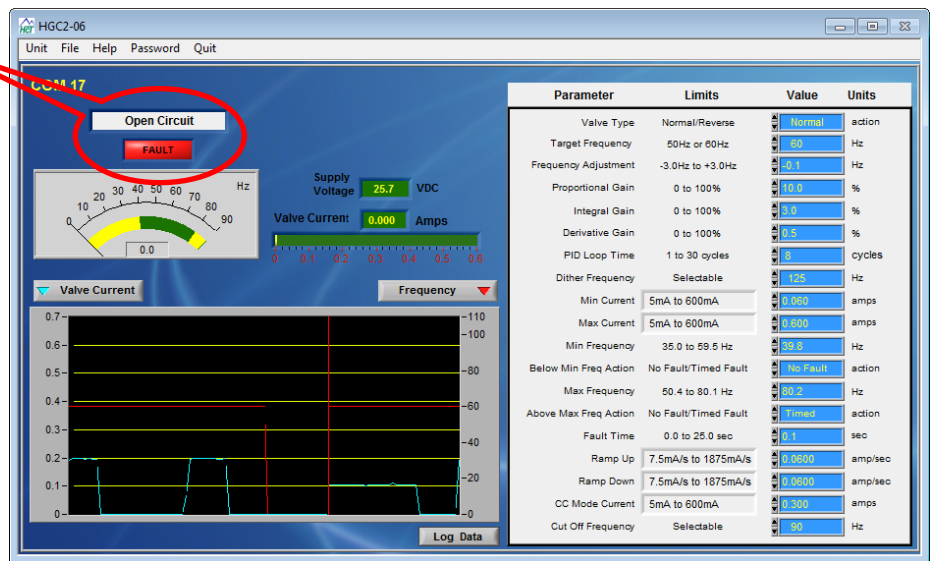 HCT HGC2-06
Unit File Help Password Quit
COM 17
Open Circuit
FAULT
0 10 20 30 40 50 60 70 80 90 Hz
0.0
Supply Voltage 25.7 VDC
Valve Current 0.000 Amps
0 0.1 0.2 0.3 0.4 0.5 0.6
Valve Current
Frequency
0.7
0.6
0.5
0.4
0.3
0.2
0.1
0
110
100
80
60
40
20
0
Log Data
Parameter Limits Value Units
Valve Type Normal/Reverse Normal action
Target Frequency 50Hz or 60Hz 60 Hz
Frequency Adjustment -3.0Hz to +3.0Hz -0.1 Hz
Proportional Gain 0 to 100% 10.0 %
Integral Gain 0 to 100% 3.0 %
Derivative Gain 0 to 100% 0.5 %
PID Loop Time 1 to 30 cycles 8 cycles
Dither Frequency Selectable 125 Hz
Min Current 5mA to 600mA 0.060 amps
Max Current 5mA to 600mA 0.600 amps
Min Frequency 35.0 to 59.5 Hz 39.8 Hz
Below Min Freq Action No Fault/Timed Fault No Fault action
Max Frequency 50.4 to 80.1 Hz 80.2 Hz
Above Max Freq Action No Fault/Timed Fault Timed action
Fault Time 0.0 to 25.0 sec 0.1 sec
Ramp Up 7.5mA/s to 1875mA/s 0.0600 amp/sec
Ramp Down 7.5mA/s to 1875mA/s 0.0600 amp/sec
CC Mode Current 5mA to 600mA 0.300 amps
Cut Off Frequency Selectable 90 Hz